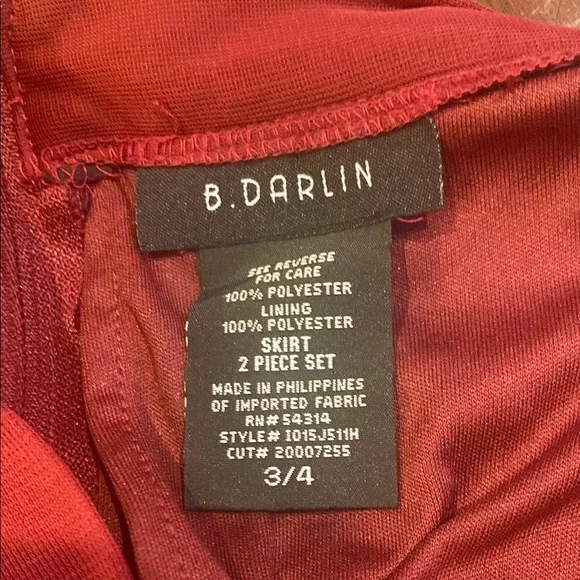 B.DARLIN
SEE REVERSE
FOR CARE
100% POLYESTER
LINING
100% POLYESTER
SKIRT
2 PIECE SET
MADE IN PHILIPPINES
OF IMPORTED FABRIC
RN# 54314
STYLE# I015J511H
CUT# 20007255
3/4